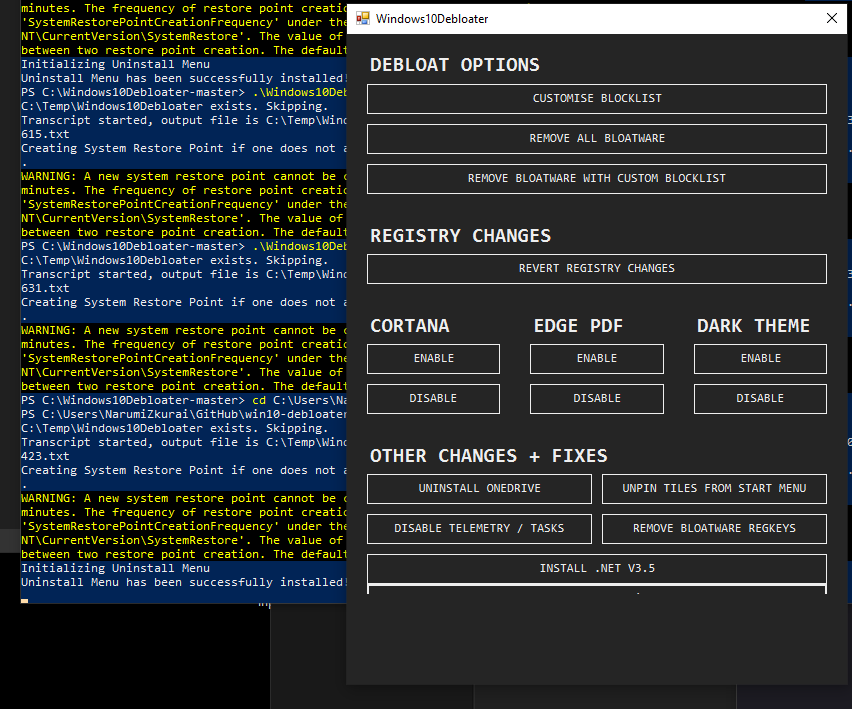 minutes. The frequency of restore point creatio
'SystemRestorePointCreationFrequency' under the
NT\CurrentVersion\SystemRestore'. The value of
between two restore point creation. The default
Initializing Uninstall Menu
Uninstall Menu has been successfully installed!
PS C:\Windows10Debloater-master> .\Windows10Deb
C:\Temp\Windows10Debloater exists. Skipping.
Transcript started, output file is C:\Temp\Wind
615.txt
Creating System Restore Point if one does not a
.
WARNING: A new system restore point cannot be c
minutes. The frequency of restore point creatio
'SystemRestorePointCreationFrequency' under the
NT\CurrentVersion\SystemRestore'. The value of
between two restore point creation. The default
PS C:\Windows10Debloater-master> .\Windows10Deb
C:\Temp\Windows10Debloater exists. Skipping.
Transcript started, output file is C:\Temp\Wind
631.txt
Creating System Restore Point if one does not a
.
WARNING: A new system restore point cannot be c
minutes. The frequency of restore point creatio
'SystemRestorePointCreationFrequency' under the
NT\CurrentVersion\SystemRestore'. The value of
between two restore point creation. The default
PS C:\Windows10Debloater-master> cd C:\Users\Na
PS C:\Users\NarumiZkurai\GitHub\win10-debloater
C:\Temp\Windows10Debloater exists. Skipping.
Transcript started, output file is C:\Temp\Wind
423.txt
Creating System Restore Point if one does not a
.
WARNING: A new system restore point cannot be c
minutes. The frequency of restore point creatio
'SystemRestorePointCreationFrequency' under the
NT\CurrentVersion\SystemRestore'. The value of
between two restore point creation. The default
Initializing Uninstall Menu
Uninstall Menu has been successfully installed!
Windows10Debloater
DEBLOAT OPTIONS
CUSTOMISE BLOCKLIST
REMOVE ALL BLOATWARE
REMOVE BLOATWARE WITH CUSTOM BLOCKLIST
REGISTRY CHANGES
REVERT REGISTRY CHANGES
CORTANA EDGE PDF DARK THEME
ENABLE ENABLE ENABLE
DISABLE DISABLE DISABLE
OTHER CHANGES + FIXES
UNINSTALL ONEDRIVE UNPIN TILES FROM START MENU
DISABLE TELEMETRY / TASKS REMOVE BLOATWARE REGKEYS
INSTALL .NET V3.5